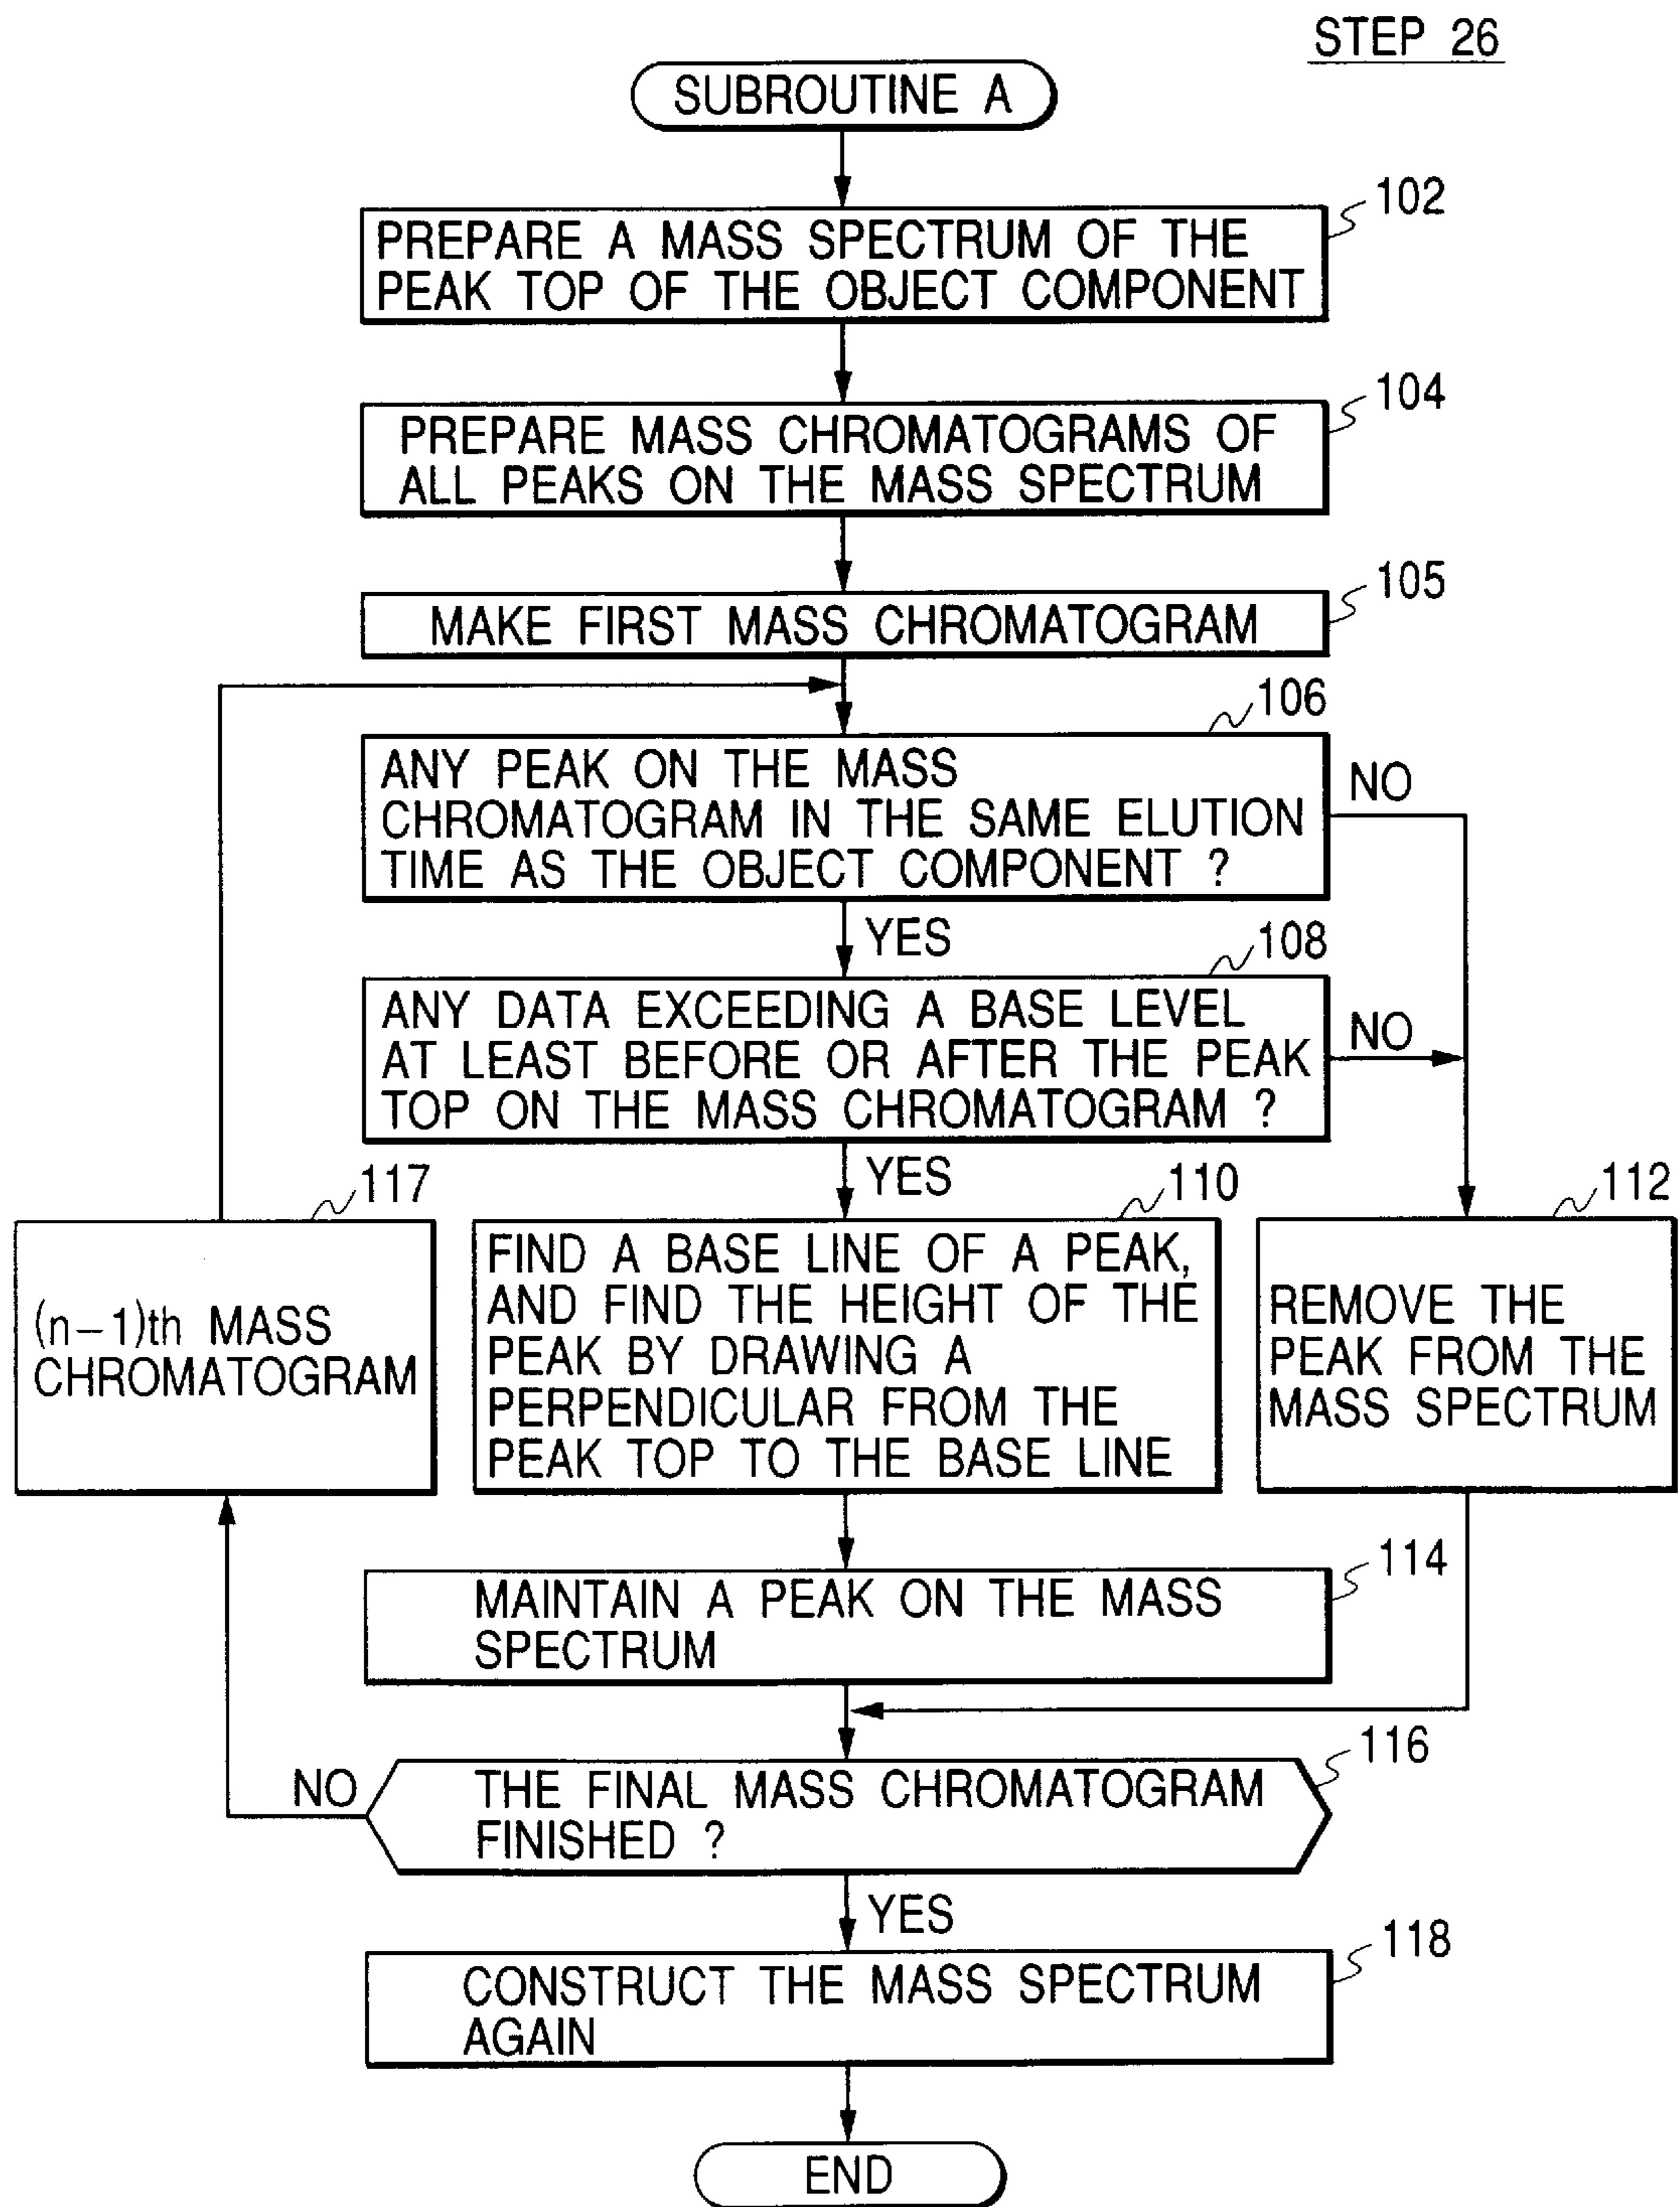 STEP 26
SUBROUTINE A
102
PREPARE A MASS SPECTRUM OF THE
PEAK TOP OF THE OBJECT COMPONENT
104
PREPARE MASS CHROMATOGRAMS OF
ALL PEAKS ON THE MASS SPECTRUM
105
MAKE FIRST MASS CHROMATOGRAM
106
ANY PEAK ON THE MASS
CHROMATOGRAM IN THE SAME ELUTION
TIME AS THE OBJECT COMPONENT ?
NO
YES
108
ANY DATA EXCEEDING A BASE LEVEL
AT LEAST BEFORE OR AFTER THE PEAK
TOP ON THE MASS CHROMATOGRAM ?
NO
YES
117
(n-1)th MASS
CHROMATOGRAM
110
FIND A BASE LINE OF A PEAK,
AND FIND THE HEIGHT OF THE
PEAK BY DRAWING A
PERPENDICULAR FROM THE
PEAK TOP TO THE BASE LINE
112
REMOVE THE
PEAK FROM THE
MASS SPECTRUM
114
MAINTAIN A PEAK ON THE MASS
SPECTRUM
116
THE FINAL MASS CHROMATOGRAM
FINISHED ?
NO
YES
118
CONSTRUCT THE MASS SPECTRUM
AGAIN
END